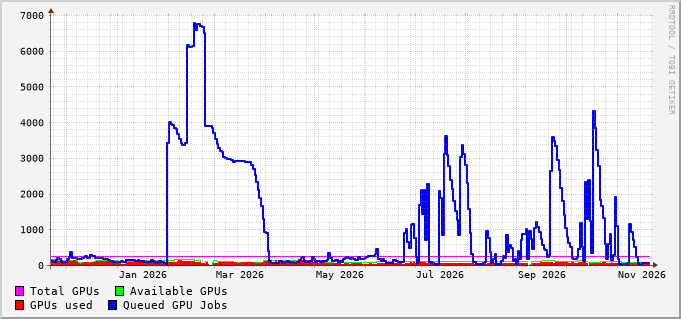 7000
6000
5000
4000
3000
2000
1000
0
Jan 2026 Mar 2026 May 2026 Jul 2026 Sep 2026 Nov 2026
Total GPUs Available GPUs
GPUs used Queued GPU Jobs
RRDTOOL / TOBI OETIKER